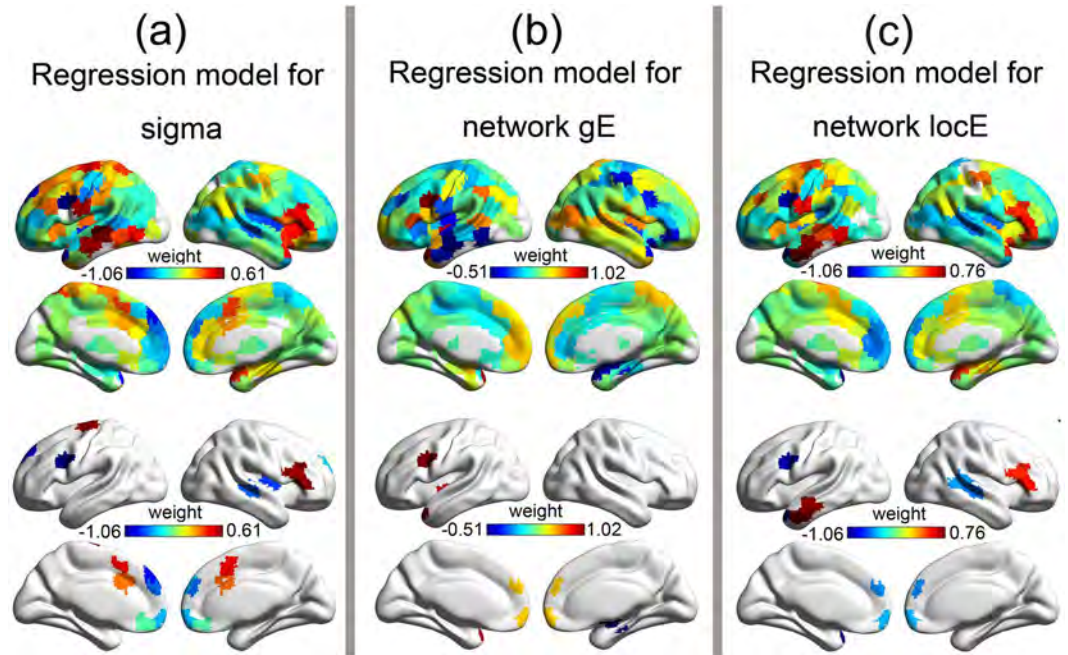 (a)
Regression model for
sigma
weight
-1.06 0.61
weight
-1.06 0.61
(b)
Regression model for
network gE
weight
-0.51 1.02
weight
-0.51 1.02
(c)
Regression model for
network locE
weight
-1.06 0.76
weight
-1.06 0.76